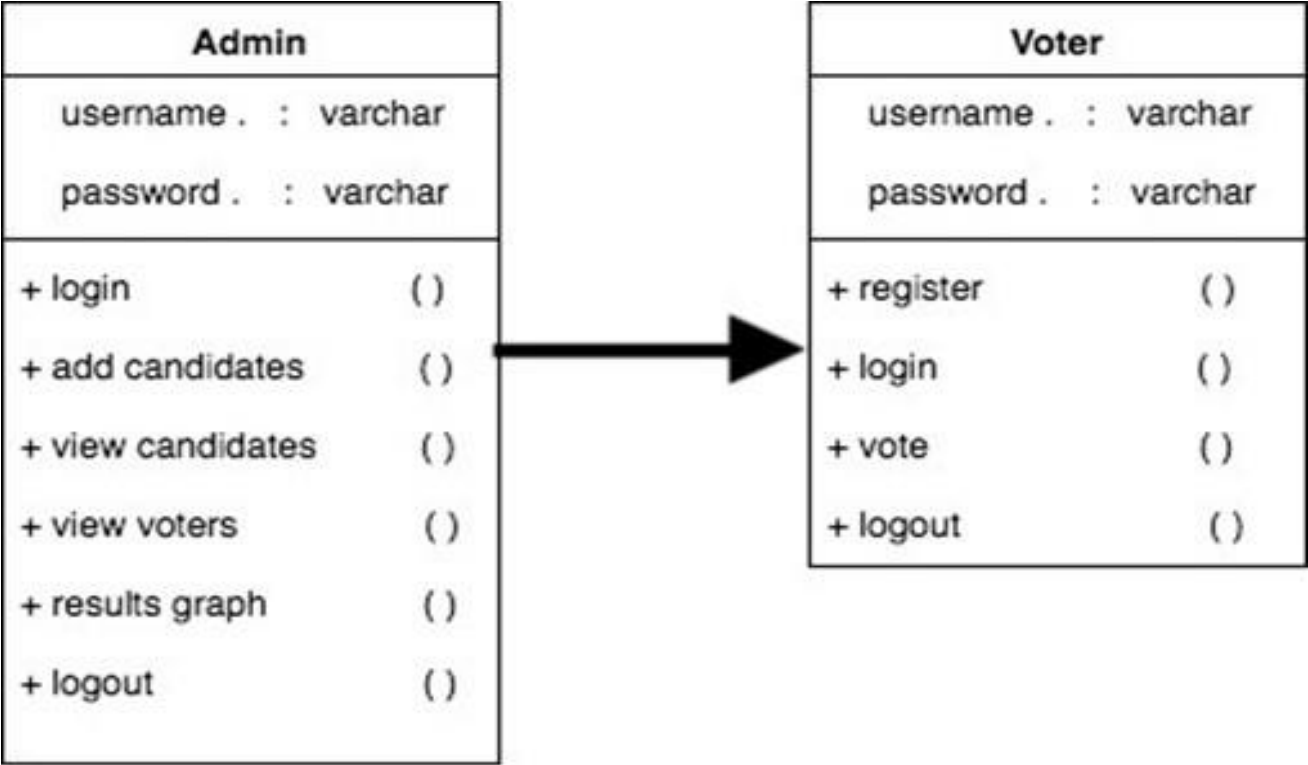 Admin
username . : varchar
password . : varchar
+ login ( )
+ add candidates ( )
+ view candidates ( )
+ view voters ( )
+ results graph ( )
+ logout ( )
Voter
username . : varchar
password . : varchar
+ register ( )
+ login ( )
+ vote ( )
+ logout ( )